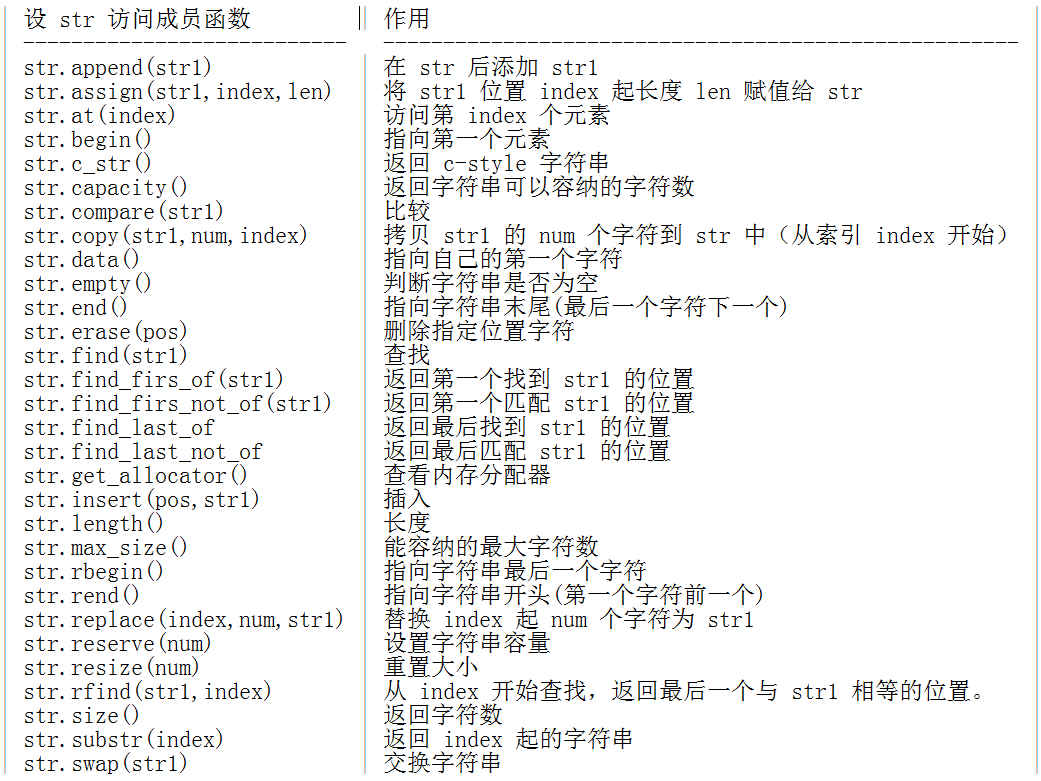 设 str 访问成员函数 || 作用
--------------------------- -----------------------------------------------------
str.append(str1) 在 str 后添加 str1
str.assign(str1,index,len) 将 str1 位置 index 起长度 len 赋值给 str
str.at(index) 访问第 index 个元素
str.begin() 指向第一个元素
str.c_str() 返回 c-style 字符串
str.capacity() 返回字符串可以容纳的字符数
str.compare(str1) 比较
str.copy(str1,num,index) 拷贝 str1 的 num 个字符到 str 中（从索引 index 开始）
str.data() 指向自己的第一个字符
str.empty() 判断字符串是否为空
str.end() 指向字符串末尾(最后一个字符下一个)
str.erase(pos) 删除指定位置字符
str.find(str1) 查找
str.find_firs_of(str1) 返回第一个找到 str1 的位置
str.find_firs_not_of(str1) 返回第一个匹配 str1 的位置
str.find_last_of 返回最后找到 str1 的位置
str.find_last_not_of 返回最后匹配 str1 的位置
str.get_allocator() 查看内存分配器
str.insert(pos,str1) 插入
str.length() 长度
str.max_size() 能容纳的最大字符数
str.rbegin() 指向字符串最后一个字符
str.rend() 指向字符串开头(第一个字符前一个)
str.replace(index,num,str1) 替换 index 起 num 个字符为 str1
str.reserve(num) 设置字符串容量
str.resize(num) 重置大小
str.rfind(str1,index) 从 index 开始查找，返回最后一个与 str1 相等的位置。
str.size() 返回字符数
str.substr(index) 返回 index 起的字符串
str.swap(str1) 交换字符串